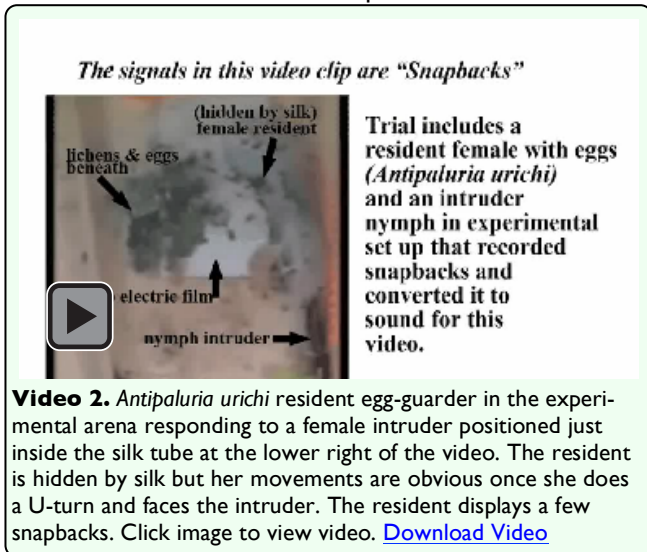 The signals in this video clip are “Snapbacks”
(hidden by silk)
female resident
lichens & eggs
beneath
electric film
nymph intruder
Trial includes a
resident female with eggs
(Antipaluria urichi)
and an intruder
nymph in experimental
set up that recorded
snapbacks and
converted it to
sound for this
video.
Video 2. Antipaluria urichi resident egg-guarder in the experi-
mental arena responding to a female intruder positioned just
inside the silk tube at the lower right of the video. The resident
is hidden by silk but her movements are obvious once she does
a U-turn and faces the intruder. The resident displays a few
snapbacks. Click image to view video. Download Video